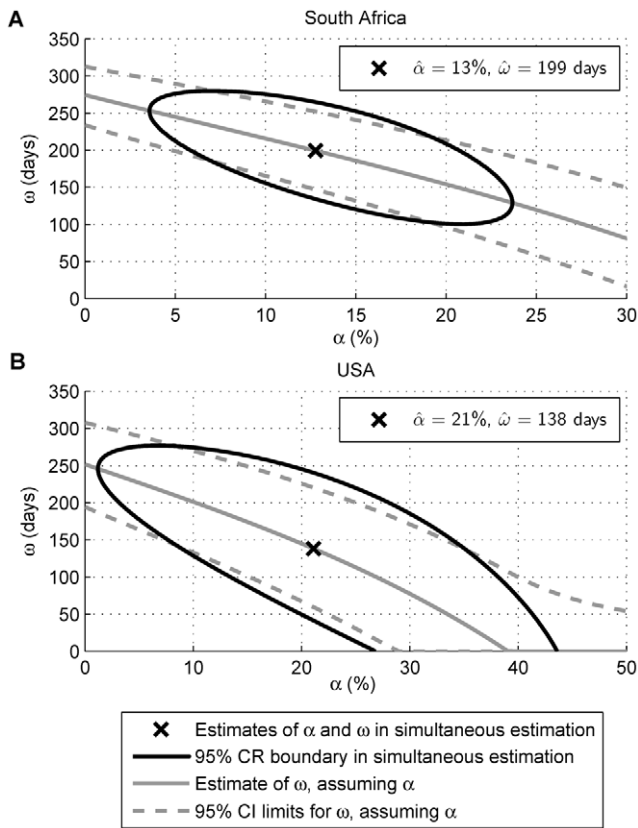 A
South Africa
350
300
250
200
150
100
50
0
ω (days)
α̂ = 13%, ω̂ = 199 days
0 5 10 15 20 25 30
α (%)
B
USA
350
300
250
200
150
100
50
0
ω (days)
α̂ = 21%, ω̂ = 138 days
0 10 20 30 40 50
α (%)
Estimates of α and ω in simultaneous estimation
95% CR boundary in simultaneous estimation
Estimate of ω, assuming α
95% CI limits for ω, assuming α